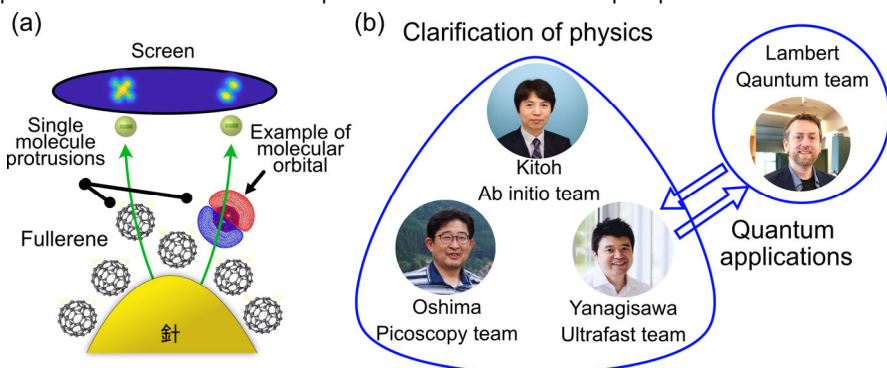 (a)
Screen
Single
molecule
protrusions
Example of
molecular
orbital
Fullerene
針
(b)
Clarification of physics
Kitoh
Ab initio team
Oshima
Picoscopy team
Yanagisawa
Ultrafast team
Lambert
Qauntum team
Quantum
applications